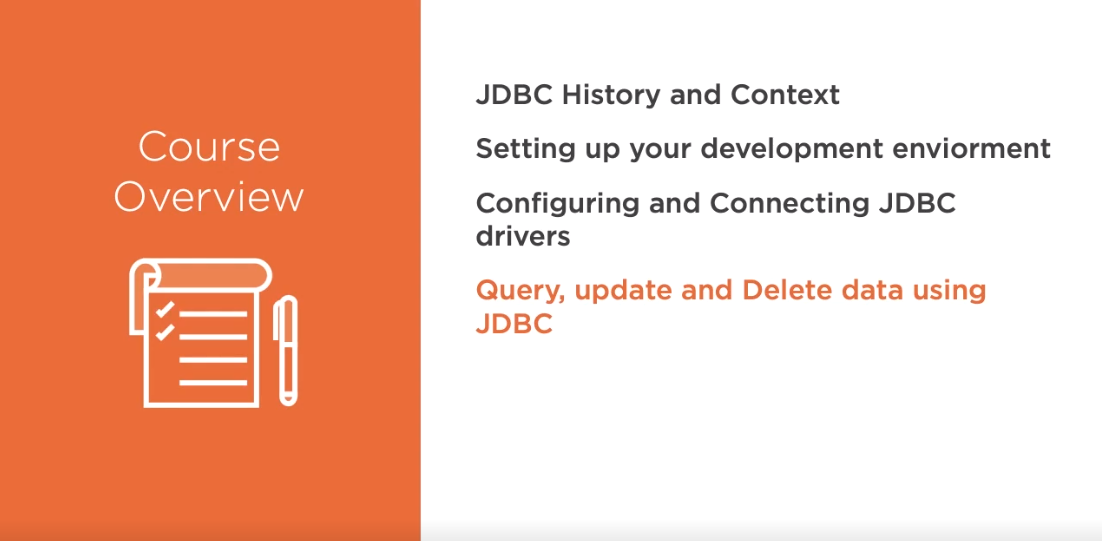 Course
Overview
JDBC History and Context
Setting up your development enviorment
Configuring and Connecting JDBC
drivers
Query, update and Delete data using
JDBC